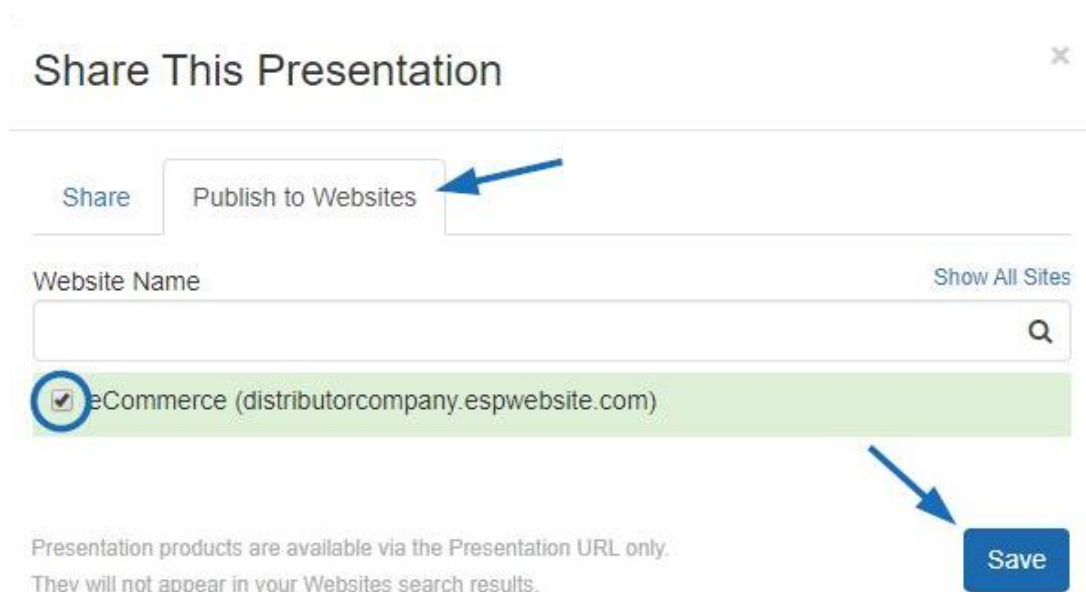 Share This Presentation
×
Share
Publish to Websites
Website Name
Show All Sites
eCommerce (distributorcompany.espwebsite.com)
Presentation products are available via the Presentation URL only.
They will not appear in your Websites search results.
Save